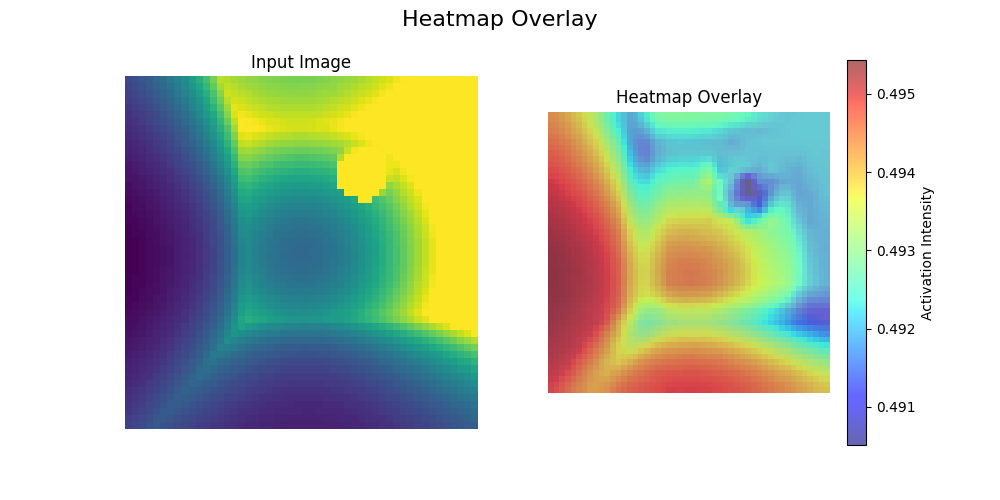 Heatmap Overlay
Input Image
Heatmap Overlay
0.495
0.494
0.493
0.492
0.491
Activation Intensity